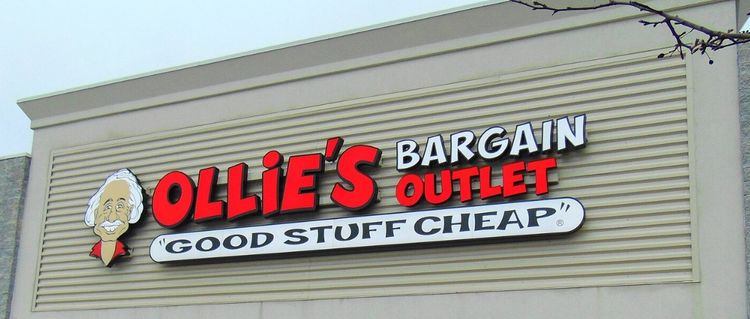 OLLiE'S BARGAIN OUTLET
"GOOD STUFF CHEAP"®